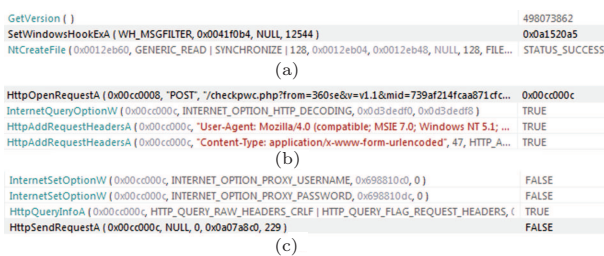 GetVersion ( ) 498073862
SetWindowsHookExA ( WH_MSGFILTER, 0x0041f0b4, NULL, 12544 ) 0x0a1520a5
NtCreateFile ( 0x0012eb60, GENERIC_READ | SYNCHRONIZE | 128, 0x0012eb04, 0x0012eb48, NULL, 128, FILE... STATUS_SUCCESS
(a)
HttpOpenRequestA ( 0x00cc0008, "POST", "/checkpwc.php?from=360se&v=v1.1&mid=739af214fcaa871cfc... 0x00cc000c
InternetQueryOptionW ( 0x00cc000c, INTERNET_OPTION_HTTP_DECODING, 0x0d3dedf0, 0x0d3dedf8 ) TRUE
HttpAddRequestHeadersA ( 0x00cc000c, "User-Agent: Mozilla/4.0 (compatible; MSIE 7.0; Windows NT 5.1; ... TRUE
HttpAddRequestHeadersA ( 0x00cc000c, "Content-Type: application/x-www-form-urlencoded", 47, HTTP_A... TRUE
(b)
InternetSetOptionW ( 0x00cc000c, INTERNET_OPTION_PROXY_USERNAME, 0x698810c0, 0 ) FALSE
InternetSetOptionW ( 0x00cc000c, INTERNET_OPTION_PROXY_PASSWORD, 0x698810dc, 0 ) FALSE
HttpQueryInfoA ( 0x00cc000c, HTTP_QUERY_RAW_HEADERS_CRLF | HTTP_QUERY_FLAG_REQUEST_HEADERS, ( TRUE
HttpSendRequestA ( 0x00cc000c, NULL, 0, 0x0a07a8c0, 229 ) FALSE
(c)